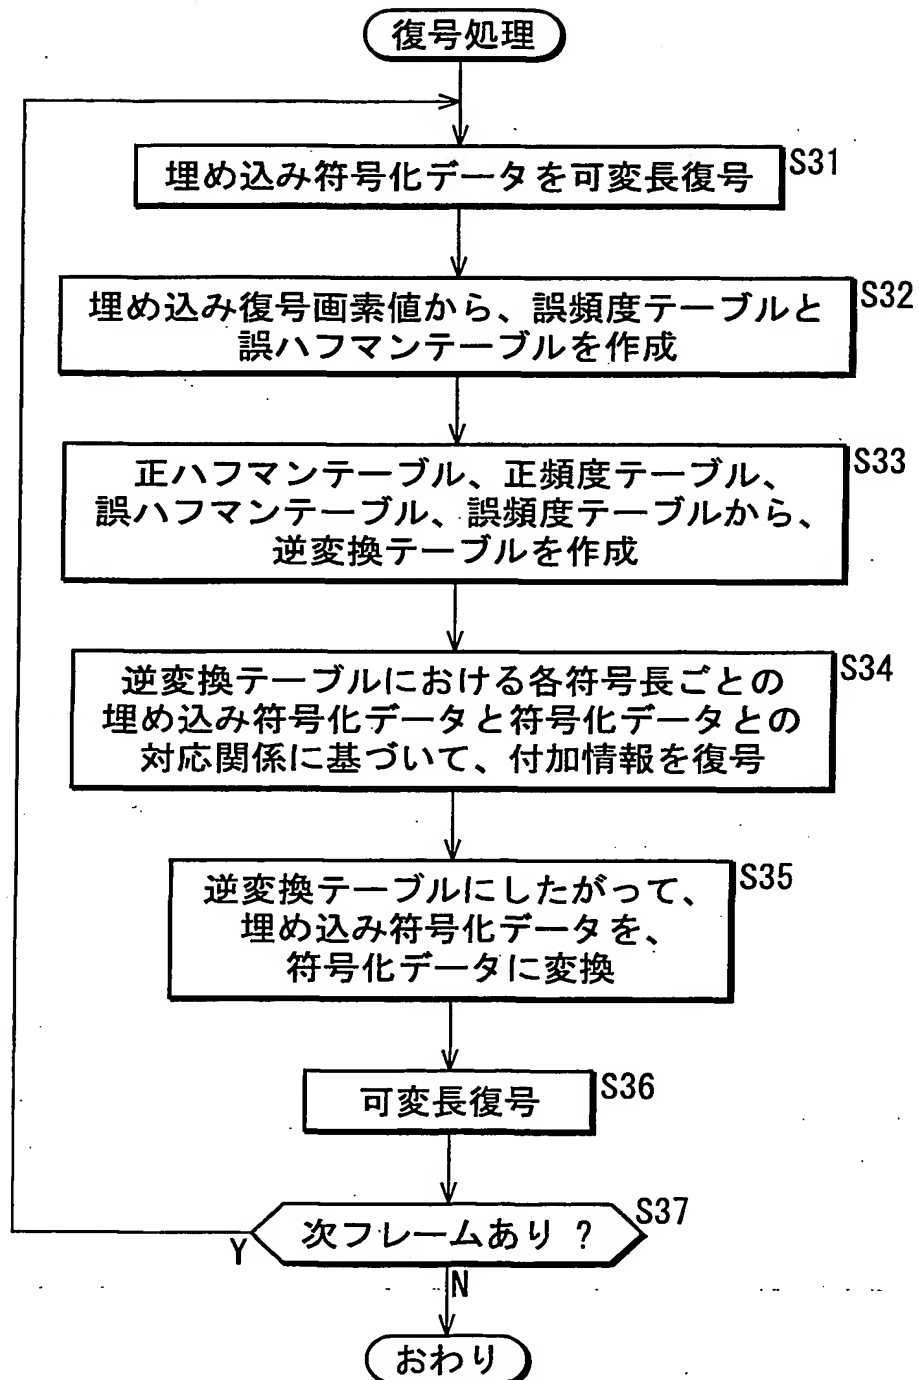 復号処理
埋め込み符号化データを可変長復号
S31
埋め込み復号画素値から、誤頻度テーブルと
誤ハフマンテーブルを作成
S32
正ハフマンテーブル、正頻度テーブル、
誤ハフマンテーブル、誤頻度テーブルから、
逆変換テーブルを作成
S33
逆変換テーブルにおける各符号長ごとの
埋め込み符号化データと符号化データとの
対応関係に基づいて、付加情報を復号
S34
逆変換テーブルにしたがって、
埋め込み符号化データを、
符号化データに変換
S35
可変長復号
S36
次フレームあり ?
S37
Y
N
おわり